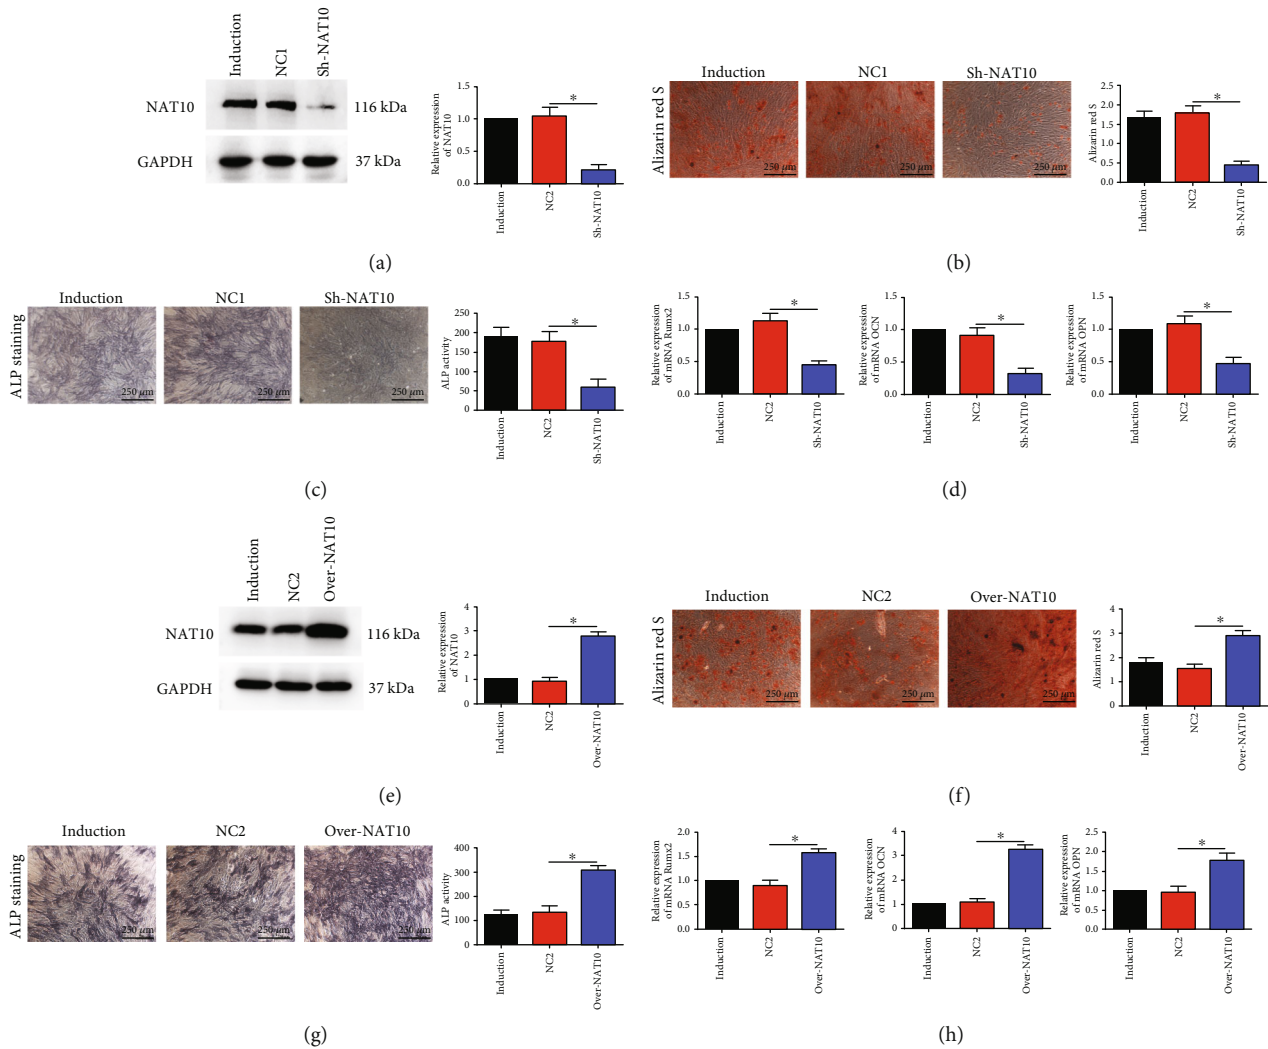 Induction
NC1
Sh-NAT10
NAT10
116 kDa
GAPDH
37 kDa
Relative expression
of NAT10
1.5
1.0
0.5
0.0
*
Induction
NC2
Sh-NAT10
(a)
Induction
NC1
Sh-NAT10
Alizarin red S
250 µm
250 µm
250 µm
Alizarin red S
2.5
2.0
1.5
1.0
0.5
0.0
*
Induction
NC2
Sh-NAT10
(b)
Induction
NC1
Sh-NAT10
ALP staining
250 µm
250 µm
250 µm
ALP activity
250
200
150
100
50
0
*
Induction
NC2
Sh-NAT10
(c)
Relative expression
of mRNA Rumx2
1.5
1.0
0.5
0.0
*
Induction
NC2
Sh-NAT10
Relative expression
of mRNA OCN
1.5
1.0
0.5
0.0
*
Induction
NC2
Sh-NAT10
Relative expression
of mRNA OPN
1.5
1.0
0.5
0.0
*
Induction
NC2
Sh-NAT10
(d)
Induction
NC2
Over-NAT10
NAT10
116 kDa
GAPDH
37 kDa
Relative expression
of NAT10
4
3
2
1
0
*
Induction
NC2
Over-NAT10
(e)
Induction
NC2
Over-NAT10
Alizarin red S
250 µm
250 µm
250 µm
Alizarin red S
4
3
2
1
0
*
Induction
NC2
Over-NAT10
(f)
Induction
NC2
Over-NAT10
ALP staining
250 µm
250 µm
250 µm
ALP activity
400
300
200
100
0
*
Induction
NC2
Over-NAT10
(g)
Relative expression
of mRNA Rumx2
2.0
1.5
1.0
0.5
0.0
*
Induction
NC2
Over-NAT10
Relative expression
of mRNA OCN
4
3
2
1
0
*
Induction
NC2
Over-NAT10
Relative expression
of mRNA OPN
2.5
2.0
1.5
1.0
0.5
0.0
*
Induction
NC2
Over-NAT10
(h)